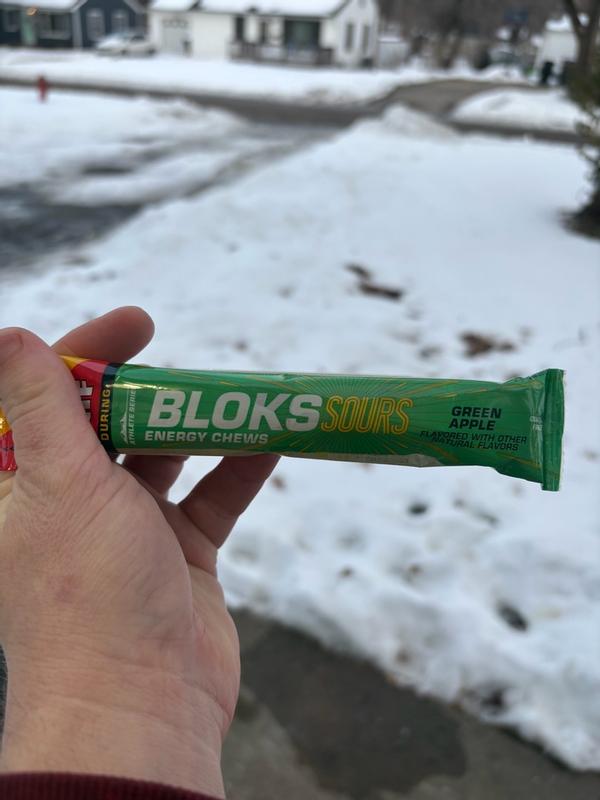 DURING
ATHLETE SERIES
BLOKS SOURS
ENERGY CHEWS
GREEN
APPLE
FLAVORED WITH OTHER
NATURAL FLAVORS